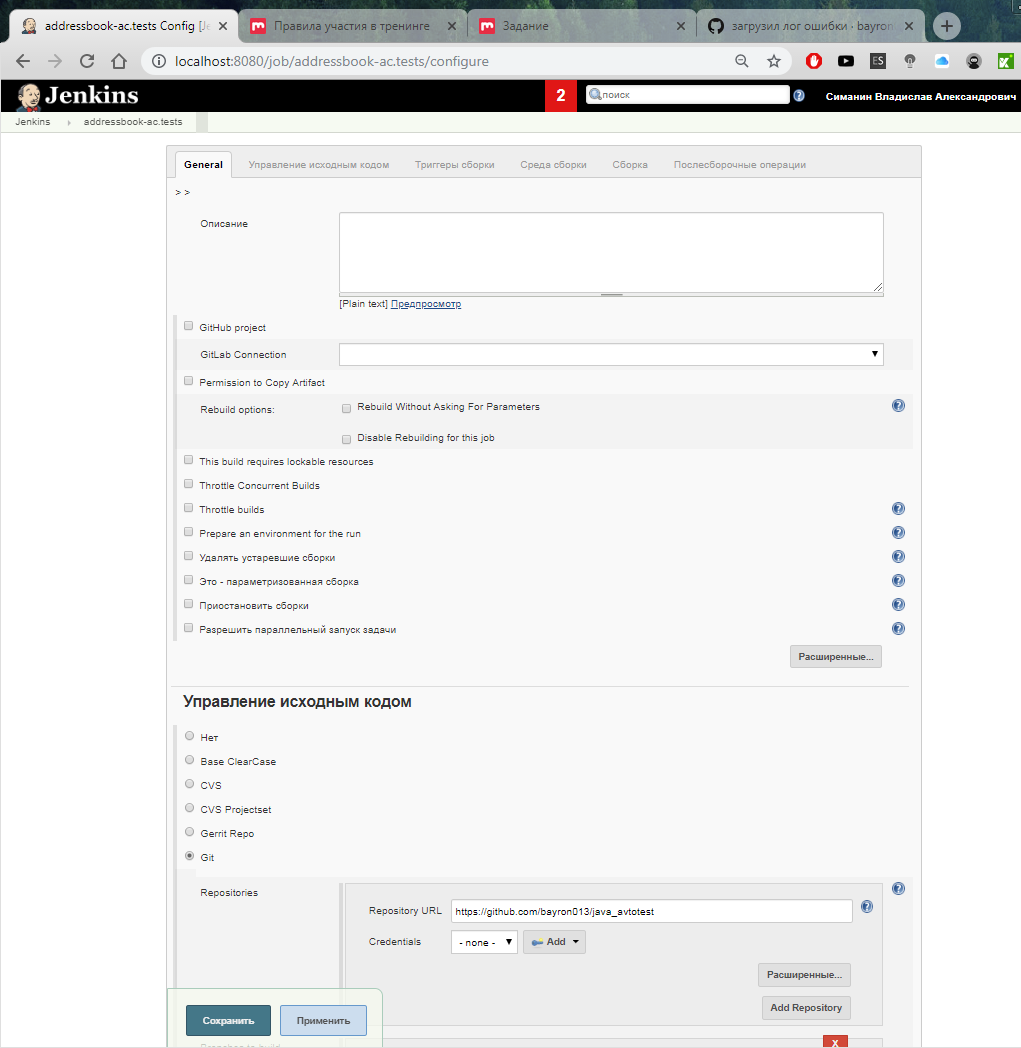 addressbook-ac.tests Config [Je
Правила участия в тренинге
Задание
загрузил лог ошибки · bayron
localhost:8080/job/addressbook-ac.tests/configure
ES
Jenkins
2
поиск
Симанин Владислав Александрович
Jenkins
addressbook-ac.tests
General
Управление исходным кодом
Триггеры сборки
Среда сборки
Сборка
Послесборочные операции
> >
Описание
[Plain text] Предпросмотр
GitHub project
GitLab Connection
Permission to Copy Artifact
Rebuild options:
Rebuild Without Asking For Parameters
Disable Rebuilding for this job
This build requires lockable resources
Throttle Concurrent Builds
Throttle builds
Prepare an environment for the run
Удалять устаревшие сборки
Это - параметризованная сборка
Приостановить сборки
Разрешить параллельный запуск задачи
Расширенные...
Управление исходным кодом
Нет
Base ClearCase
CVS
CVS Projectset
Gerrit Repo
Git
Repositories
Repository URL
https://github.com/bayron013/java_avtotest
Credentials
- none -
Add
Расширенные...
Add Repository
Сохранить
Применить
Branches to build
X